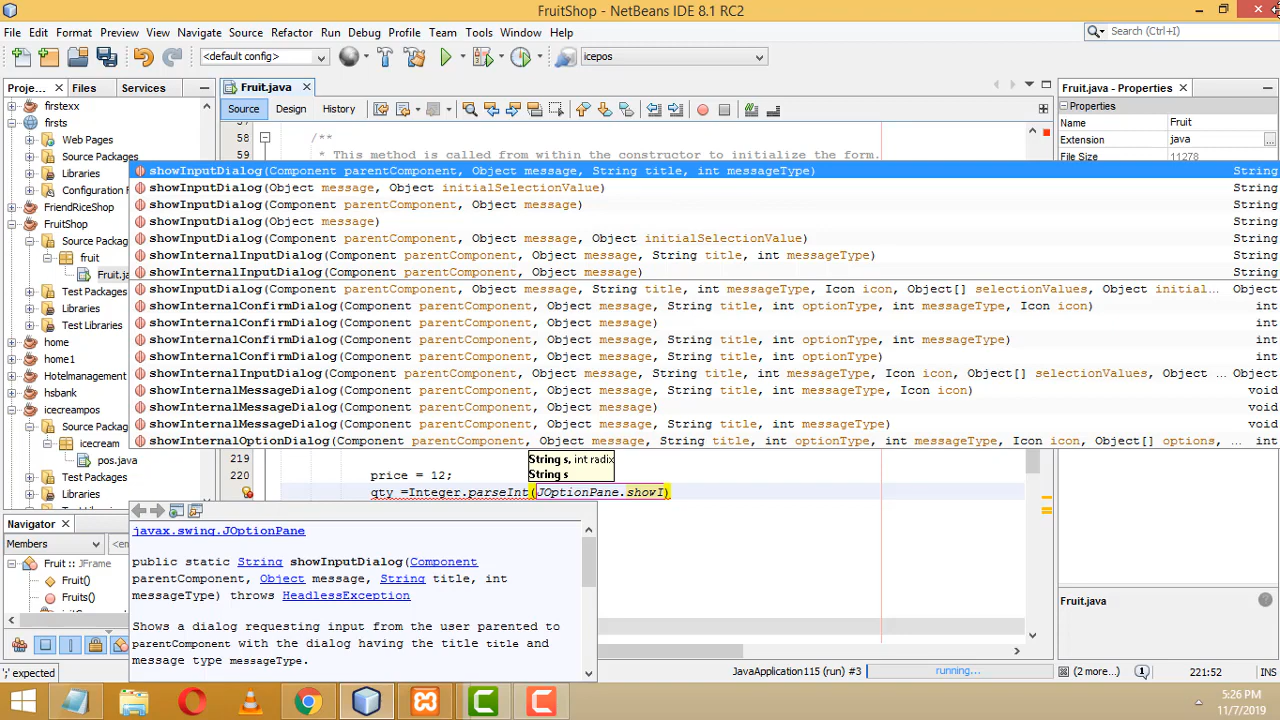 FruitShop - NetBeans IDE 8.1 RC2
File Edit Format Preview View Navigate Source Refactor Run Debug Profile Team Tools Window Help
Search (Ctrl+I)
<default config>
icepos
Proje... Files Services
Fruit.java
Fruit.java - Properties
Source Design History
Properties
Name Fruit
Extension java
File Size 11278
firstexx
firsts
Web Pages
Source Packages
Libraries
Configuration F
FriendRiceShop
FruitShop
Source Packag
fruit
Fruit.ja
Test Packages
Libraries
Test Libraries
home
home1
Hotelmanagement
hsbank
icecreampos
Source Packag
icecream
pos.java
Test Packages
Libraries
58 /**
59 * This method is called from within the constructor to initialize the form.
showInputDialog(Component parentComponent, Object message, String title, int messageType) String
showInputDialog(Object message, Object initialSelectionValue) String
showInputDialog(Component parentComponent, Object message) String
showInputDialog(Object message) String
showInputDialog(Component parentComponent, Object message, Object initialSelectionValue) String
showInternalInputDialog(Component parentComponent, Object message, String title, int messageType) String
showInternalInputDialog(Component parentComponent, Object message) String
showInputDialog(Component parentComponent, Object message, String title, int messageType, Icon icon, Object[] selectionValues, Object initial... Object
showInternalConfirmDialog(Component parentComponent, Object message, String title, int optionType, int messageType, Icon icon) int
showInternalConfirmDialog(Component parentComponent, Object message) int
showInternalConfirmDialog(Component parentComponent, Object message, String title, int optionType, int messageType) int
showInternalConfirmDialog(Component parentComponent, Object message, String title, int optionType) int
showInternalInputDialog(Component parentComponent, Object message, String title, int messageType, Icon icon, Object[] selectionValues, Object ... Object
showInternalMessageDialog(Component parentComponent, Object message, String title, int messageType, Icon icon) void
showInternalMessageDialog(Component parentComponent, Object message) void
showInternalMessageDialog(Component parentComponent, Object message, String title, int messageType) void
showInternalOptionDialog(Component parentComponent, Object message, String title, int optionType, int messageType, Icon icon, Object[] options, ... int
219
String s, int radix
String s
220 price = 12;
qty =Integer.parseInt(JOptionPane.showI)
Navigator
Members
Fruit :: JFrame
Fruit()
Fruits()
javax.swing.JOptionPane
public static String showInputDialog(Component
parentComponent, Object message, String title, int
messageType) throws HeadlessException
Shows a dialog requesting input from the user parented to
parentComponent with the dialog having the title title and
message type messageType.
Fruit.java
';' expected
JavaApplication115 (run) #3 running...
(2 more...)
1
221:52
INS
5:26 PM
11/7/2019